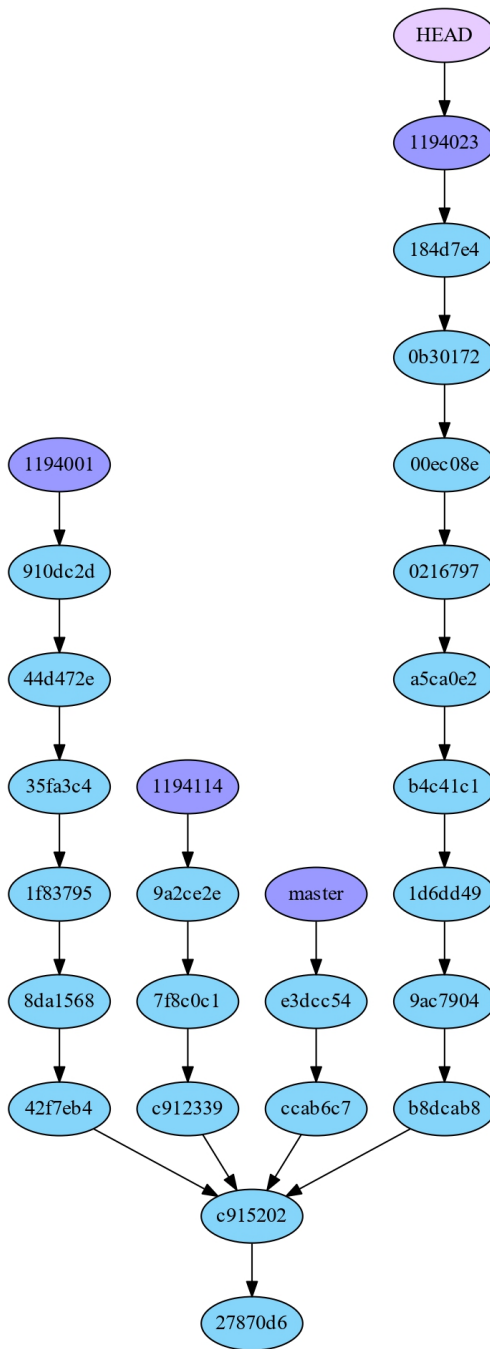 HEAD
1194023
184d7e4
0b30172
1194001
00ec08e
910dc2d
0216797
44d472e
a5ca0e2
35fa3c4
1194114
b4c41c1
1f83795
9a2ce2e
master
1d6dd49
8da1568
7f8c0c1
e3dcc54
9ac7904
42f7eb4
c912339
ccab6c7
b8dcab8
c915202
27870d6